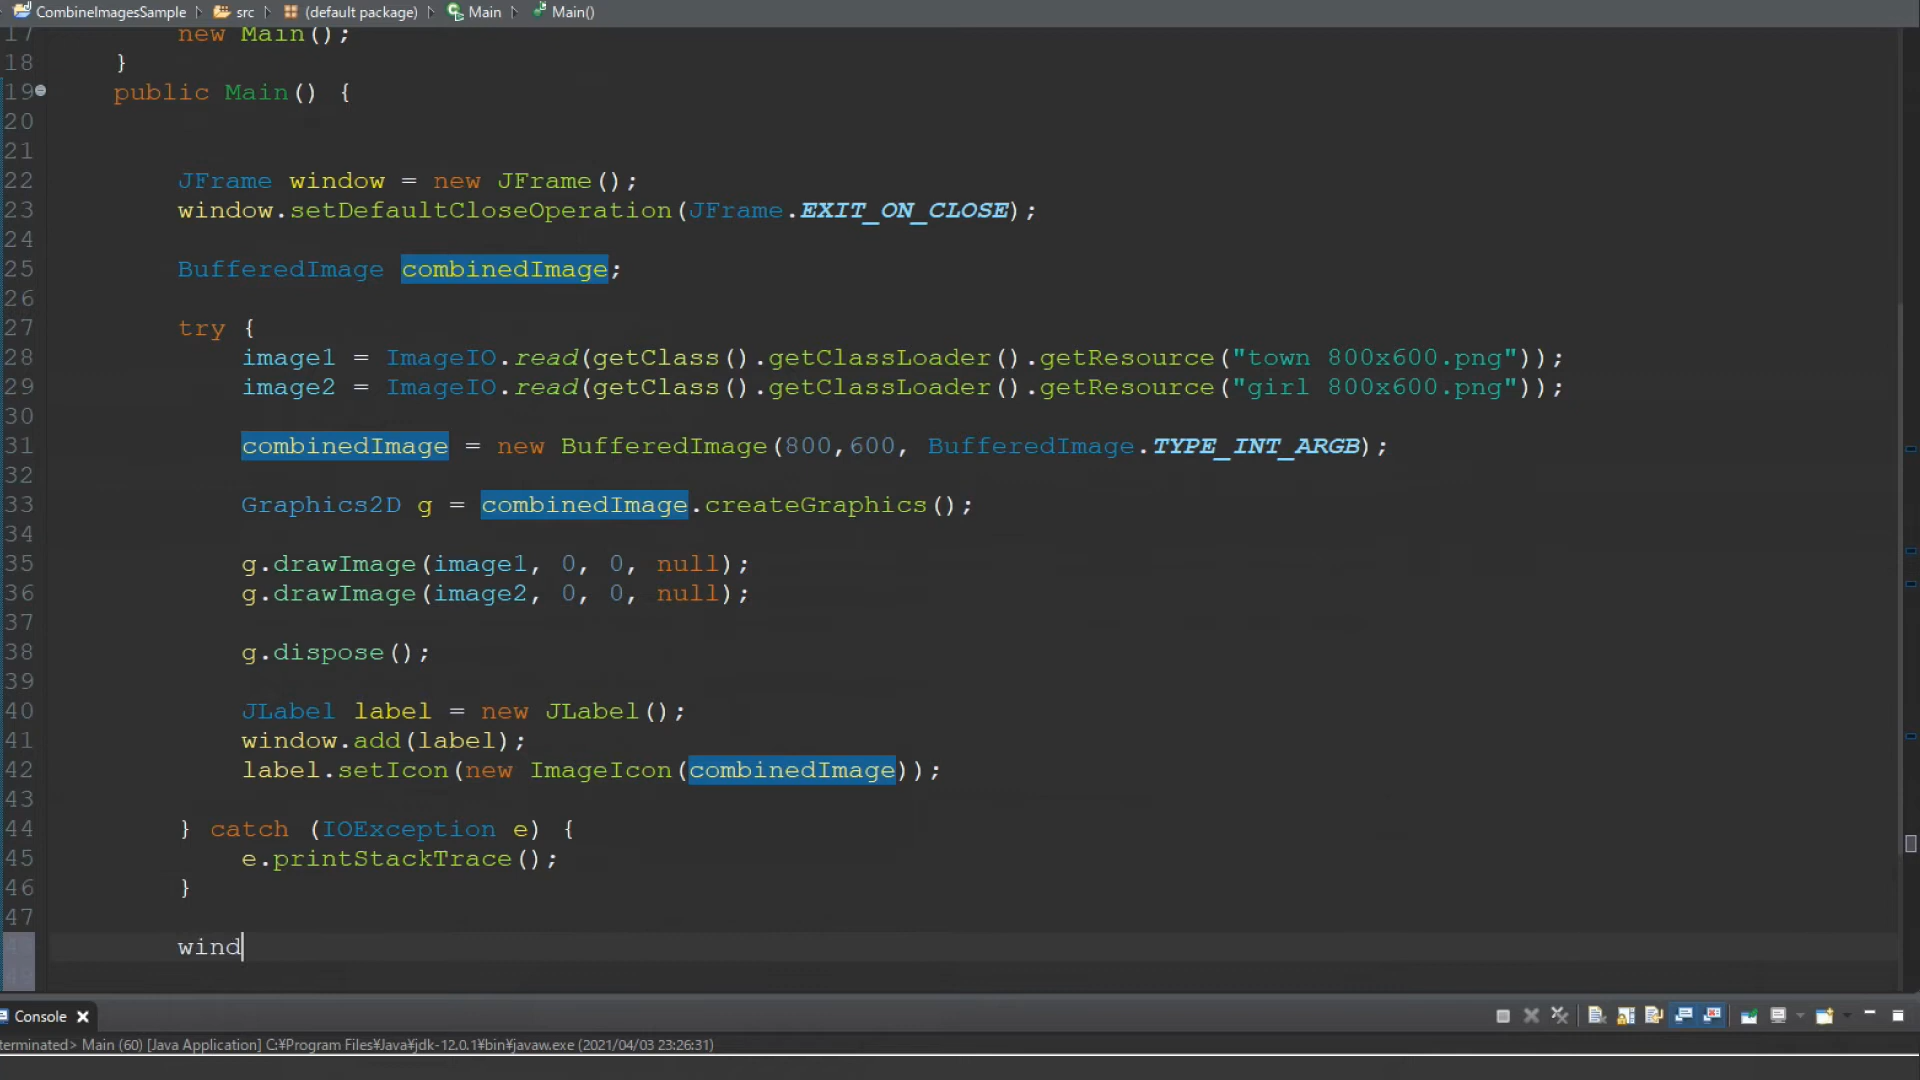 CombineImagesSample src (default package) Main Main()
17 new Main();
18 }
19 public Main() {
20
21
22 JFrame window = new JFrame();
23 window.setDefaultCloseOperation(JFrame.EXIT_ON_CLOSE);
24
25 BufferedImage combinedImage;
26
27 try {
28 image1 = ImageIO.read(getClass().getClassLoader().getResource("town 800x600.png"));
29 image2 = ImageIO.read(getClass().getClassLoader().getResource("girl 800x600.png"));
30
31 combinedImage = new BufferedImage(800,600, BufferedImage.TYPE_INT_ARGB);
32
33 Graphics2D g = combinedImage.createGraphics();
34
35 g.drawImage(image1, 0, 0, null);
36 g.drawImage(image2, 0, 0, null);
37
38 g.dispose();
39
40 JLabel label = new JLabel();
41 window.add(label);
42 label.setIcon(new ImageIcon(combinedImage));
43
44 } catch (IOException e) {
45 e.printStackTrace();
46 }
47
48 wind
49
Console
terminated> Main (60) [Java Application] C:¥Program Files¥Java¥jdk-12.0.1¥bin¥javaw.exe (2021/04/03 23:26:31)